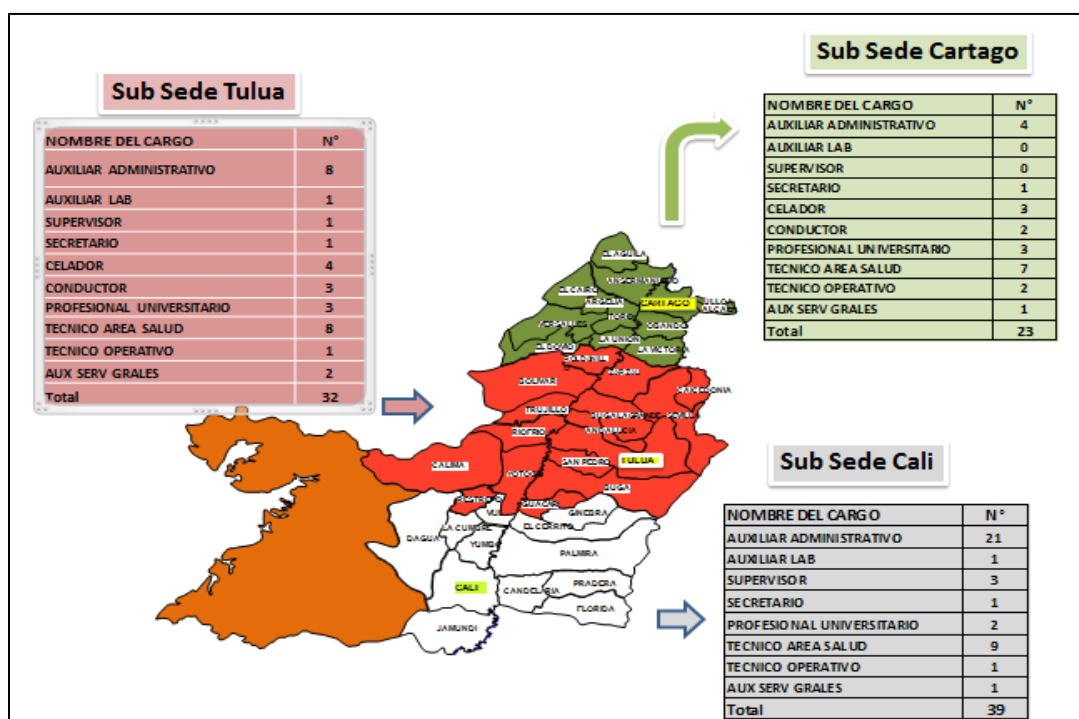 Sub Sede Tulua
NOMBRE DEL CARGO N°
AUXILIAR ADMINISTRATIVO 8
AUXILIAR LAB 1
SUPERVISOR 1
SECRETARIO 1
CELADOR 4
CONDUCTOR 3
PROFESIONAL UNIVERSITARIO 3
TECNICO AREA SALUD 8
TECNICO OPERATIVO 1
AUX SERV GRALES 2
Total 32
Sub Sede Cartago
NOMBRE DEL CARGO N°
AUXILIAR ADMINISTRATIVO 4
AUXILIAR LAB 0
SUPERVISOR 0
SECRETARIO 1
CELADOR 3
CONDUCTOR 2
PROFESIONAL UNIVERSITARIO 3
TECNICO AREA SALUD 7
TECNICO OPERATIVO 2
AUX SERV GRALES 1
Total 23
EL AGUILA
EL CAIRO
ARGELIA
CARTAGO
TORO
VERSALLES
LA UNION
LA VICTORIA
BOLIVAR
CAICEDONIA
TRUJILLO
RIOFRIO
CALIMA
SAN PEDRO
TULUA
BUGA
GINEBRA
LA CUMBRE
EL CERRITO
DAGUA
YUMBO
PALMIRA
CALI
CANDELARIA
PRADERA
FLORIDA
JAMUNDI
Sub Sede Cali
NOMBRE DEL CARGO N°
AUXILIAR ADMINISTRATIVO 21
AUXILIAR LAB 1
SUPERVISOR 3
SECRETARIO 1
PROFESIONAL UNIVERSITARIO 2
TECNICO AREA SALUD 9
TECNICO OPERATIVO 1
AUX SERV GRALES 1
Total 39